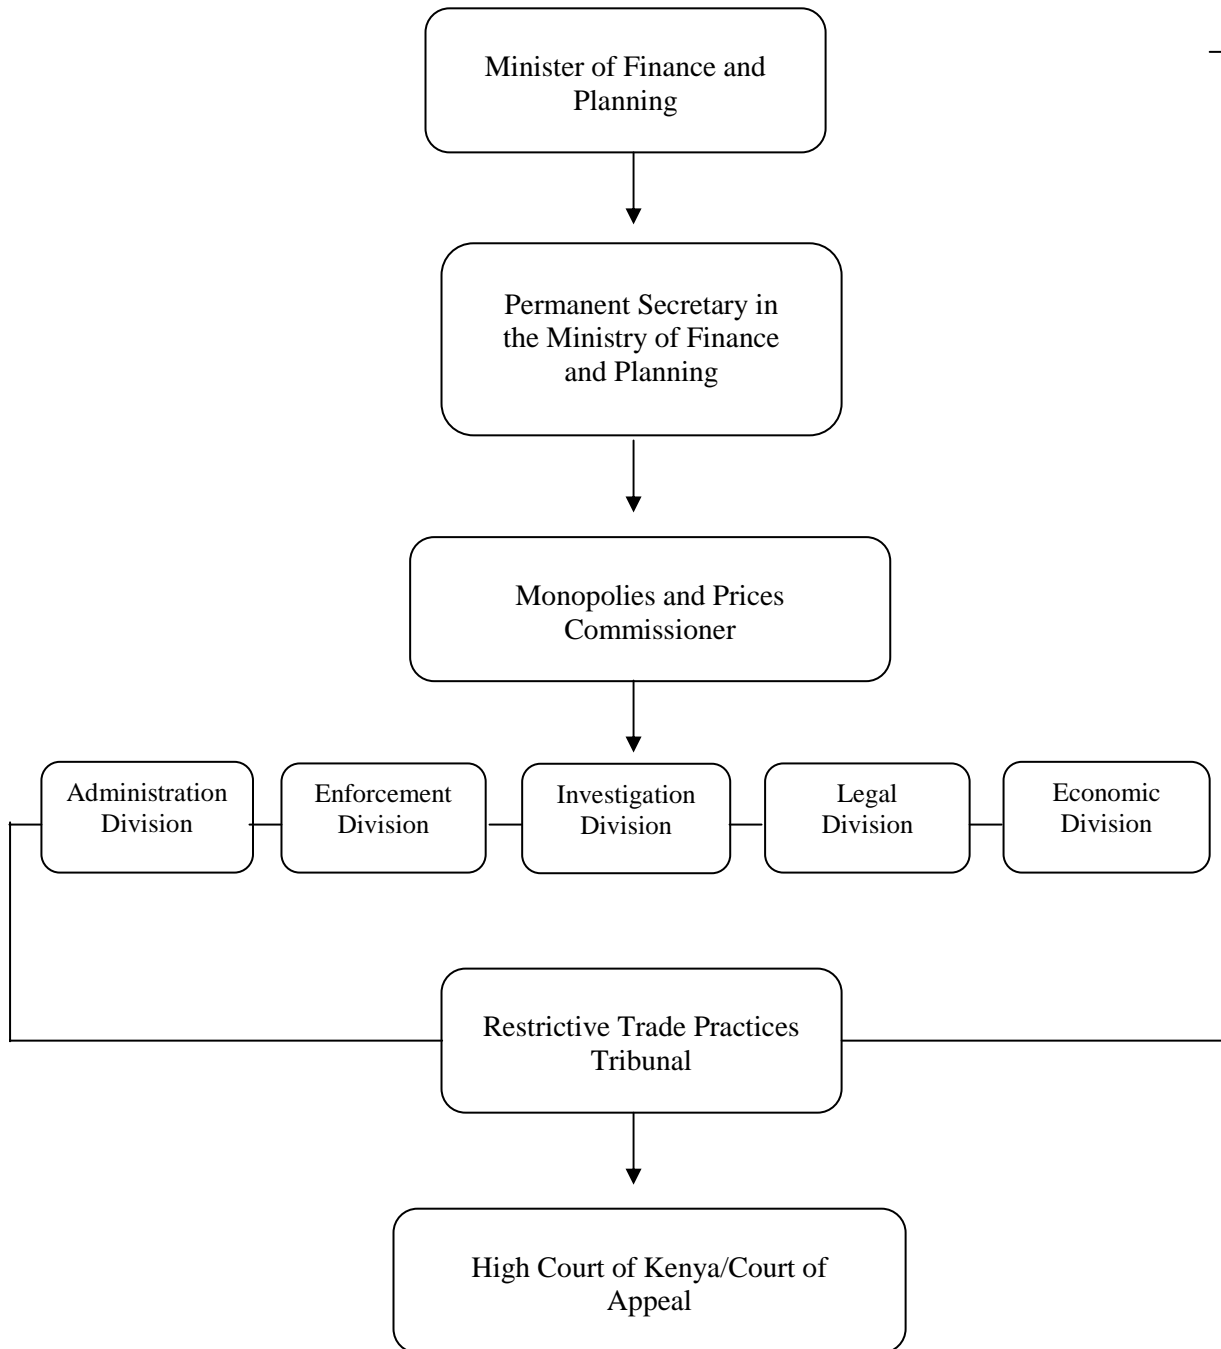 Minister of Finance and
Planning
Permanent Secretary in
the Ministry of Finance
and Planning
Monopolies and Prices
Commissioner
Administration
Division
Enforcement
Division
Investigation
Division
Legal
Division
Economic
Division
Restrictive Trade Practices
Tribunal
High Court of Kenya/Court of
Appeal